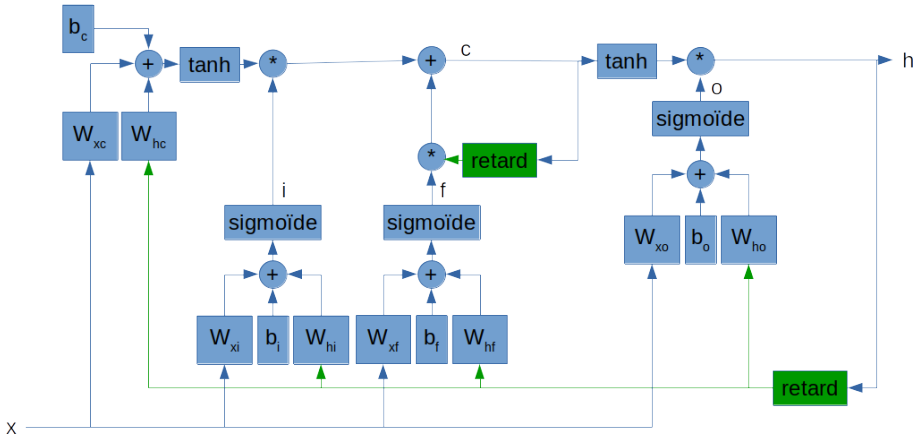 b_c
c
h
+ tanh * + tanh *
o
W_xc W_hc
sigmoïde
* retard
i
f
+
sigmoïde
sigmoïde
W_xo b_o W_ho
+
+
W_xi b_i W_hi W_xf b_f W_hf
retard
x